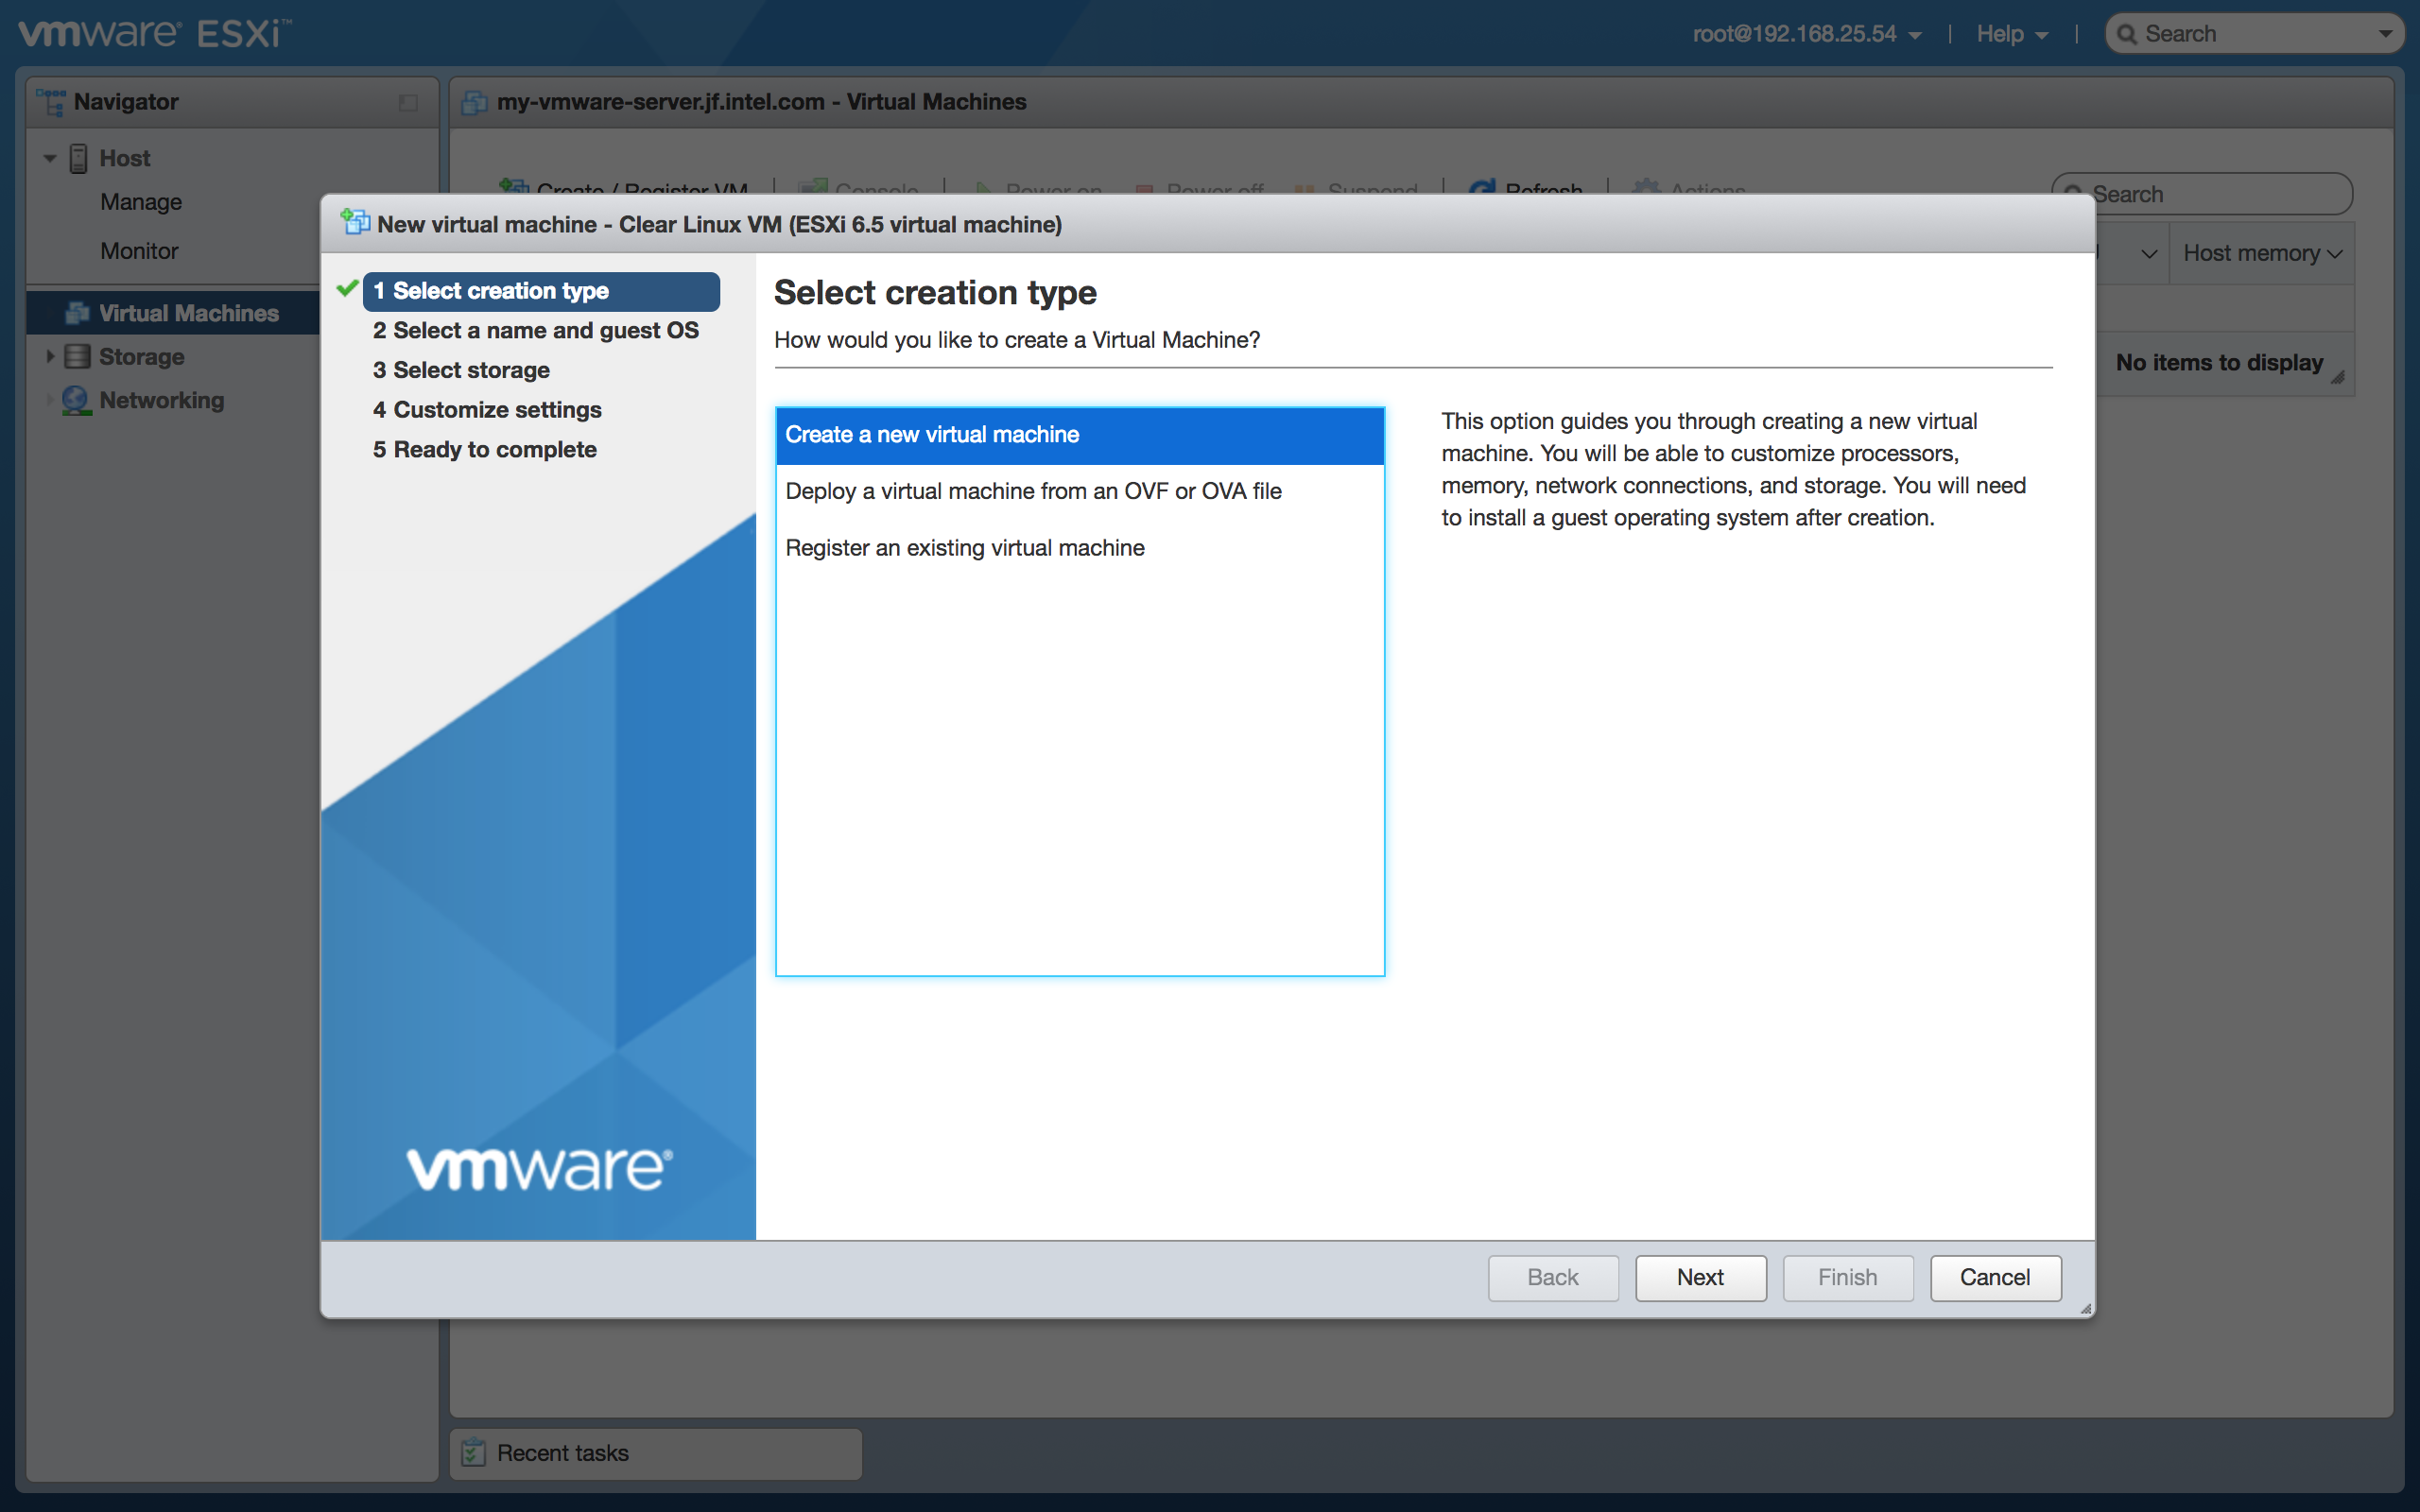 vmware® ESXi™
root@192.168.25.54
|
Help
|
Search
Navigator
my-vmware-server.jf.intel.com - Virtual Machines
Host
Manage
Monitor
Virtual Machines
Storage
Networking
Create / Register VM
Console
Power on
Power off
Suspend
Refresh
Actions
Search
Host memory
No items to display
New virtual machine - Clear Linux VM (ESXi 6.5 virtual machine)
1 Select creation type
2 Select a name and guest OS
3 Select storage
4 Customize settings
5 Ready to complete
vmware®
Select creation type
How would you like to create a Virtual Machine?
Create a new virtual machine
Deploy a virtual machine from an OVF or OVA file
Register an existing virtual machine
This option guides you through creating a new virtual
machine. You will be able to customize processors,
memory, network connections, and storage. You will need
to install a guest operating system after creation.
Back
Next
Finish
Cancel
Recent tasks